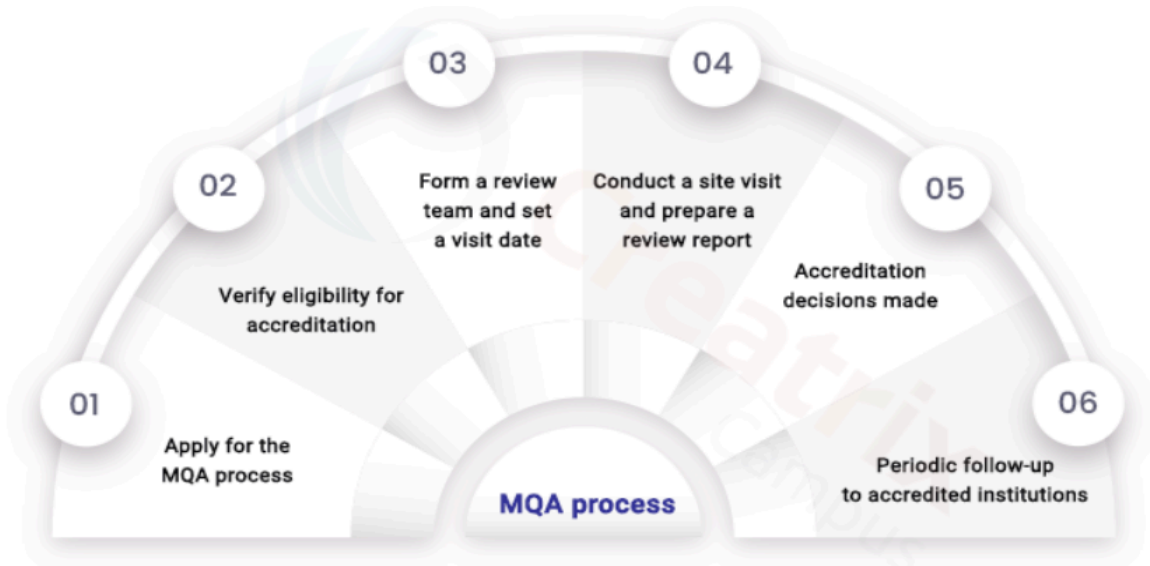 01
Apply for the
MQA process
02
Verify eligibility for
accreditation
03
Form a review
team and set
a visit date
04
Conduct a site visit
and prepare a
review report
05
Accreditation
decisions made
06
Periodic follow-up
to accredited institutions
MQA process
Creatrix
Campus